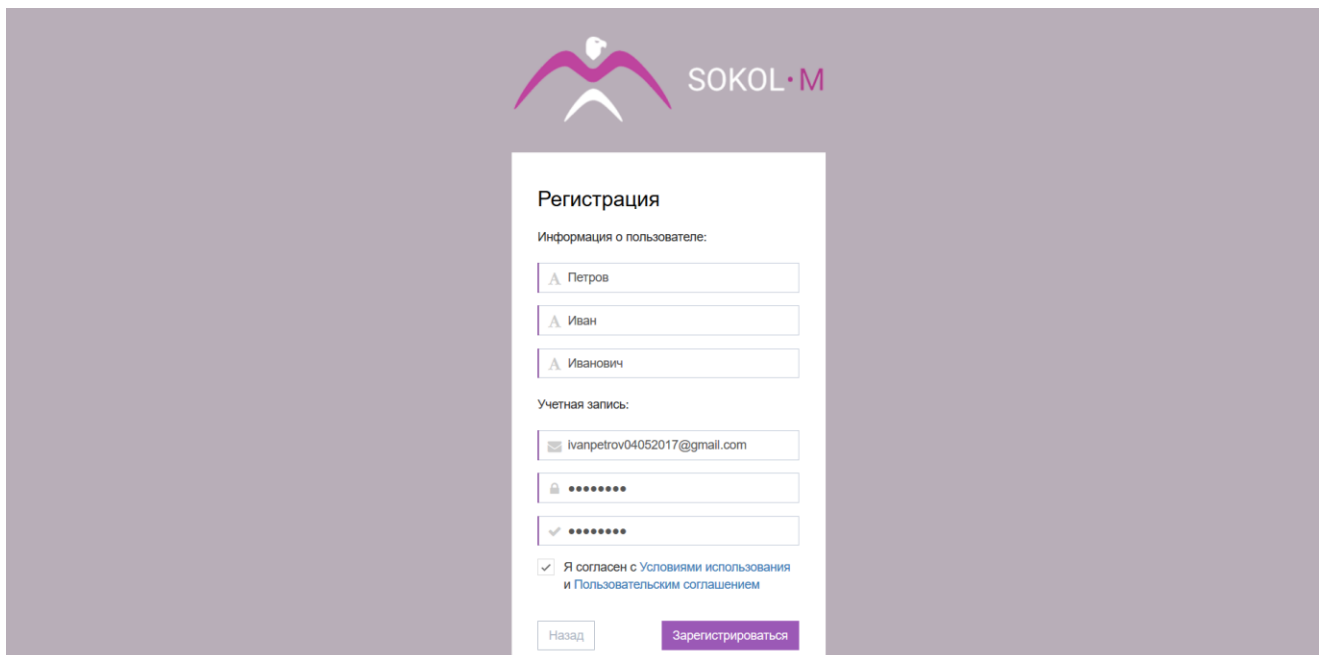 SOKOL·M
Регистрация
Информация о пользователе:
Петров
Иван
Иванович
Учетная запись:
ivanpetrov04052017@gmail.com
••••••••
••••••••
Я согласен с Условиями использования
и Пользовательским соглашением
Назад
Зарегистрироваться